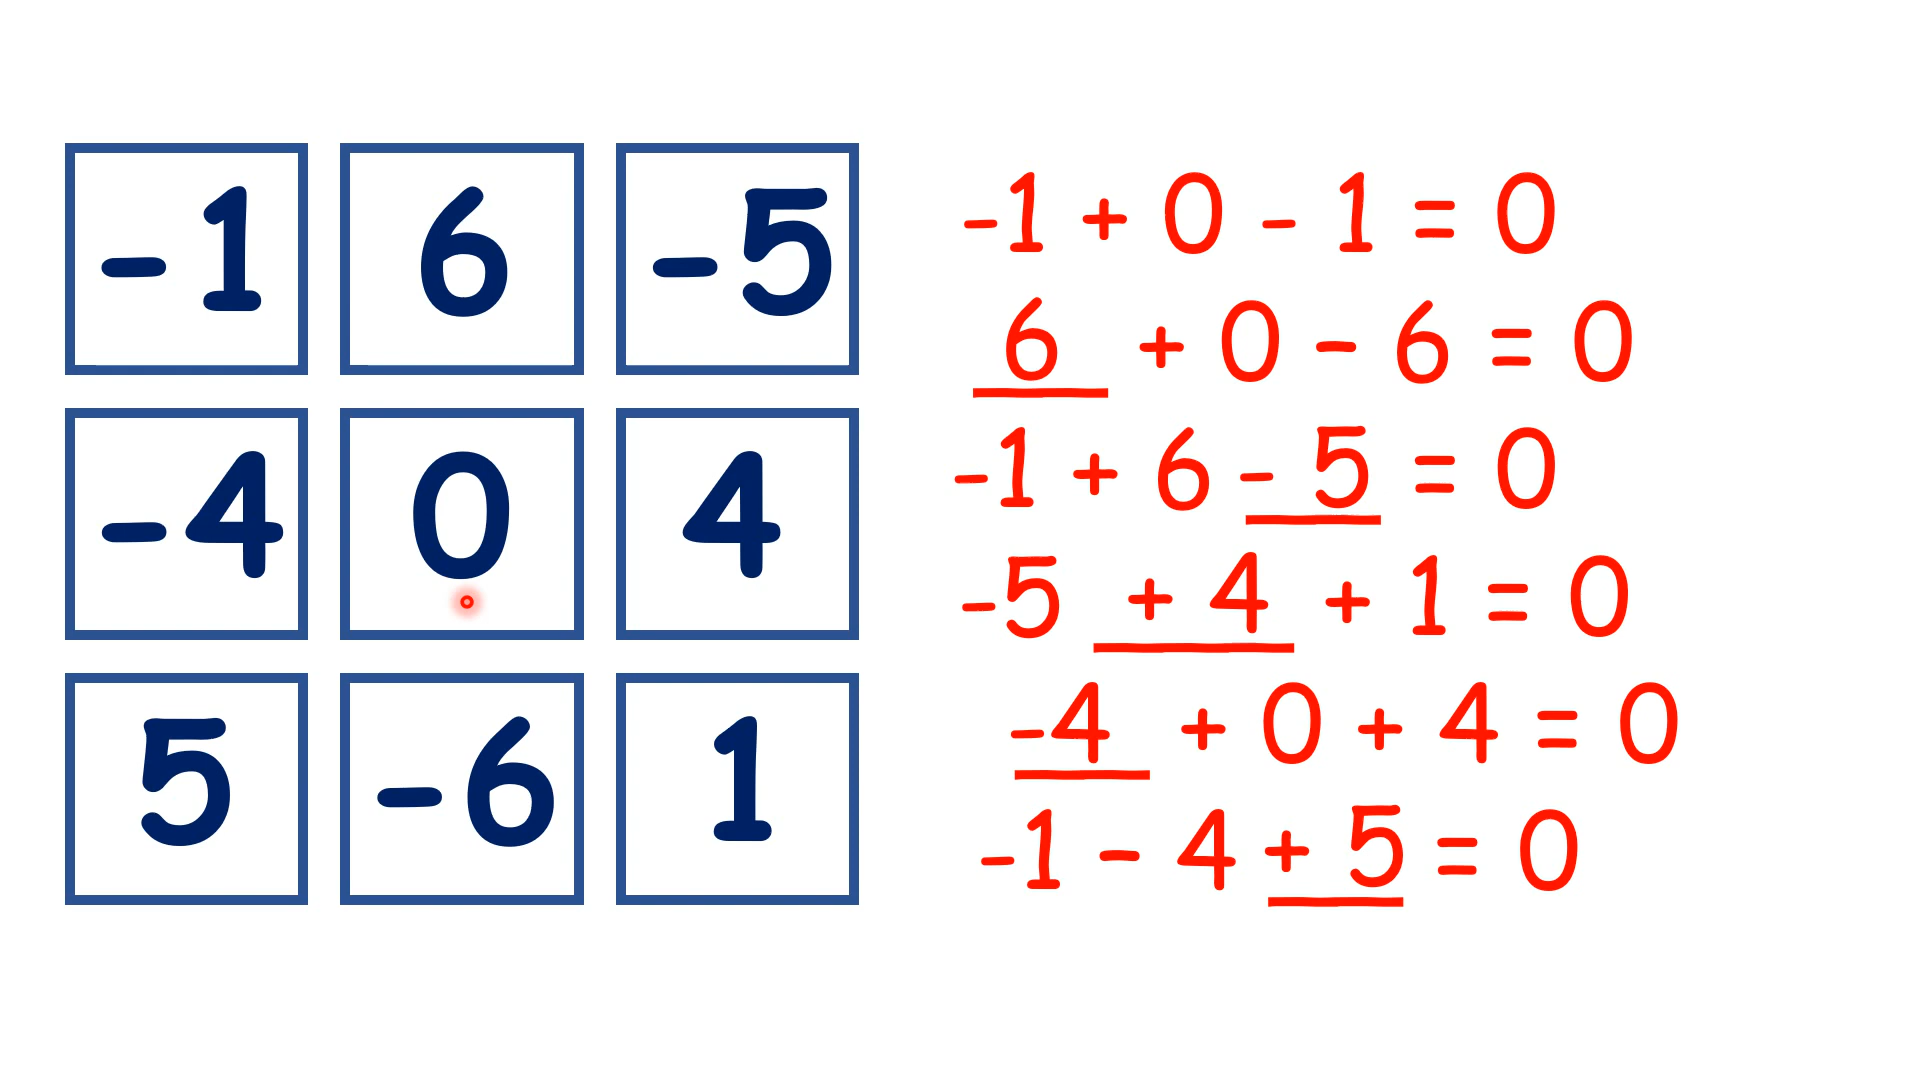 -1 6 -5
-4 0 4
5 -6 1
-1 + 0 - 1 = 0
6 + 0 - 6 = 0
-1 + 6 - 5 = 0
-5 + 4 + 1 = 0
-4 + 0 + 4 = 0
-1 - 4 + 5 = 0